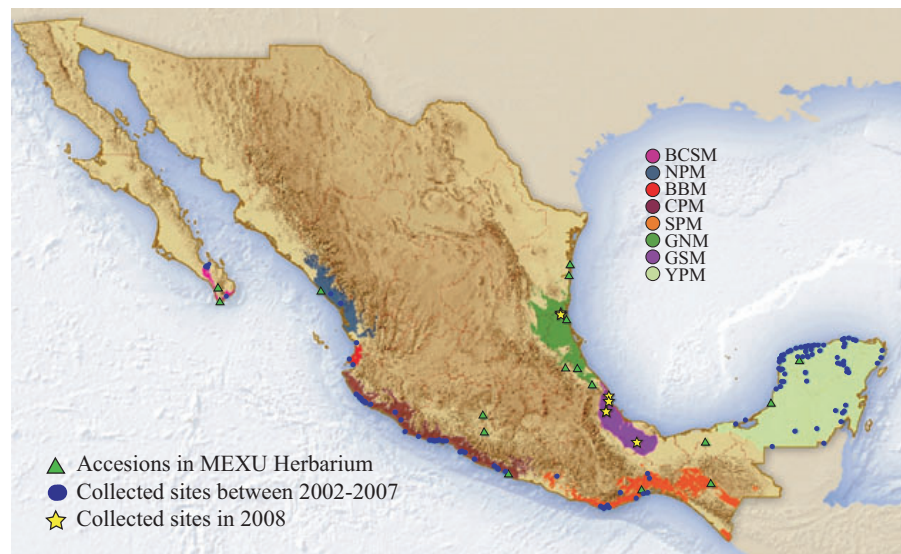 BCSM
NPM
BBM
CPM
SPM
GNM
GSM
YPM
Accesions in MEXU Herbarium
Collected sites between 2002-2007
Collected sites in 2008